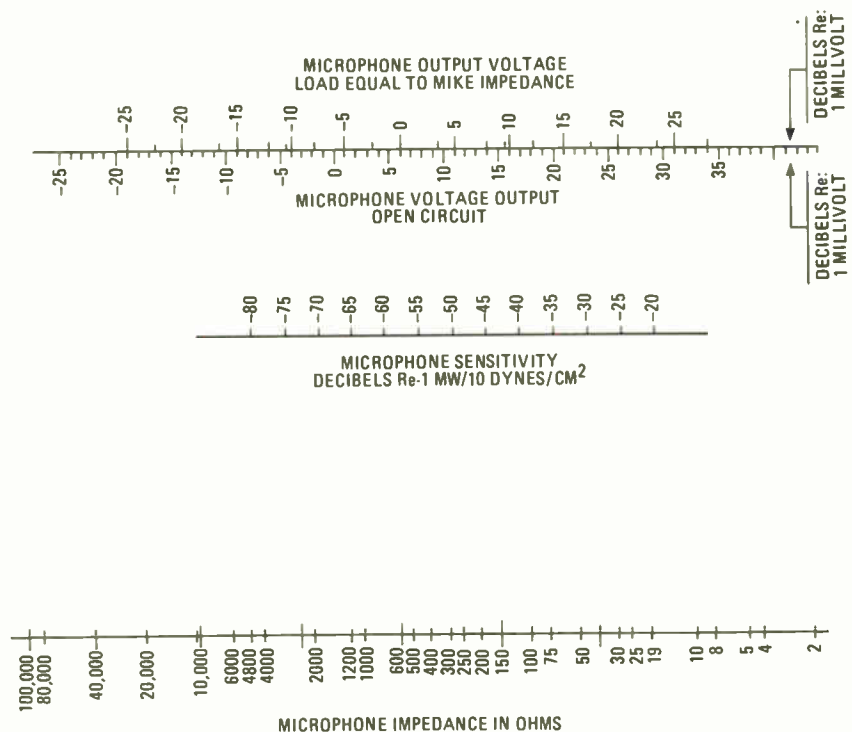 MICROPHONE OUTPUT VOLTAGE
LOAD EQUAL TO MIKE IMPEDANCE
-25 -20 -15 -10 -5 0 5 10 15 20 25
DECIBELS Re:
1 MILLVOLT
-25 -20 -15 -10 -5 0 5 10 15 20 25 30 35
MICROPHONE VOLTAGE OUTPUT
OPEN CIRCUIT
DECIBELS Re:
1 MILLIVOLT
-80 -75 -70 -65 -60 -55 -50 -45 -40 -35 -30 -25 -20
MICROPHONE SENSITIVITY
DECIBELS Re-1 MW/10 DYNES/CM²
100,000 80,000 40,000 20,000 10,000 6000 4800 4000 2000 1200 1000 600 500 400 300 250 200 150 100 75 50 30 25 19 10 8 5 4 2
MICROPHONE IMPEDANCE IN OHMS